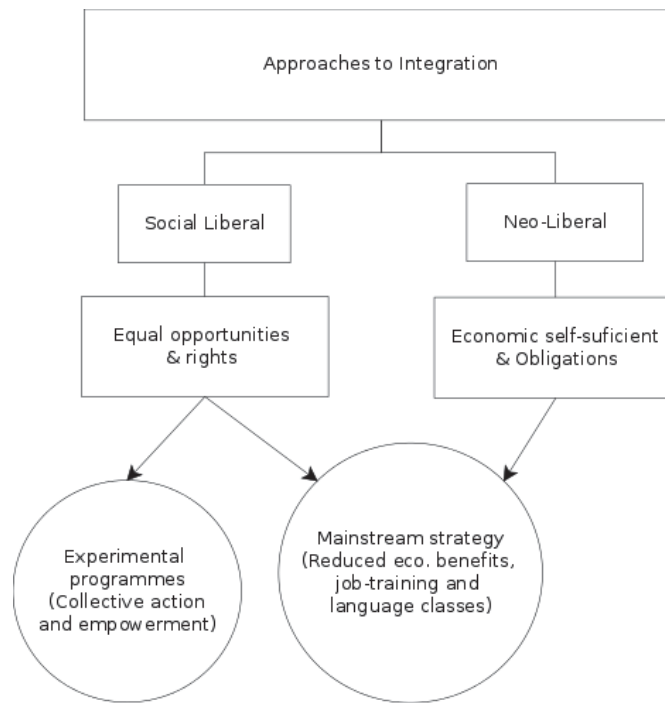 Approaches to Integration
Social Liberal
Neo-Liberal
Equal opportunities
& rights
Economic self-suficient
& Obligations
Experimental
programmes
(Collective action
and empowerment)
Mainstream strategy
(Reduced eco. benefits,
job-training and
language classes)